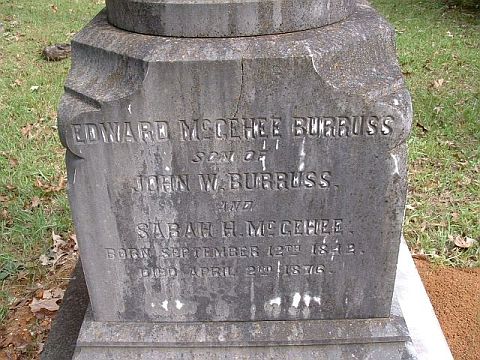 EDWARD McGEHEE BURRUSS
SON OF
JOHN W. BURRUSS.
AND
SARAH H. McGEHEE.
BORN SEPTEMBER 12TH 1842.
DIED APRIL 2ND 1876.